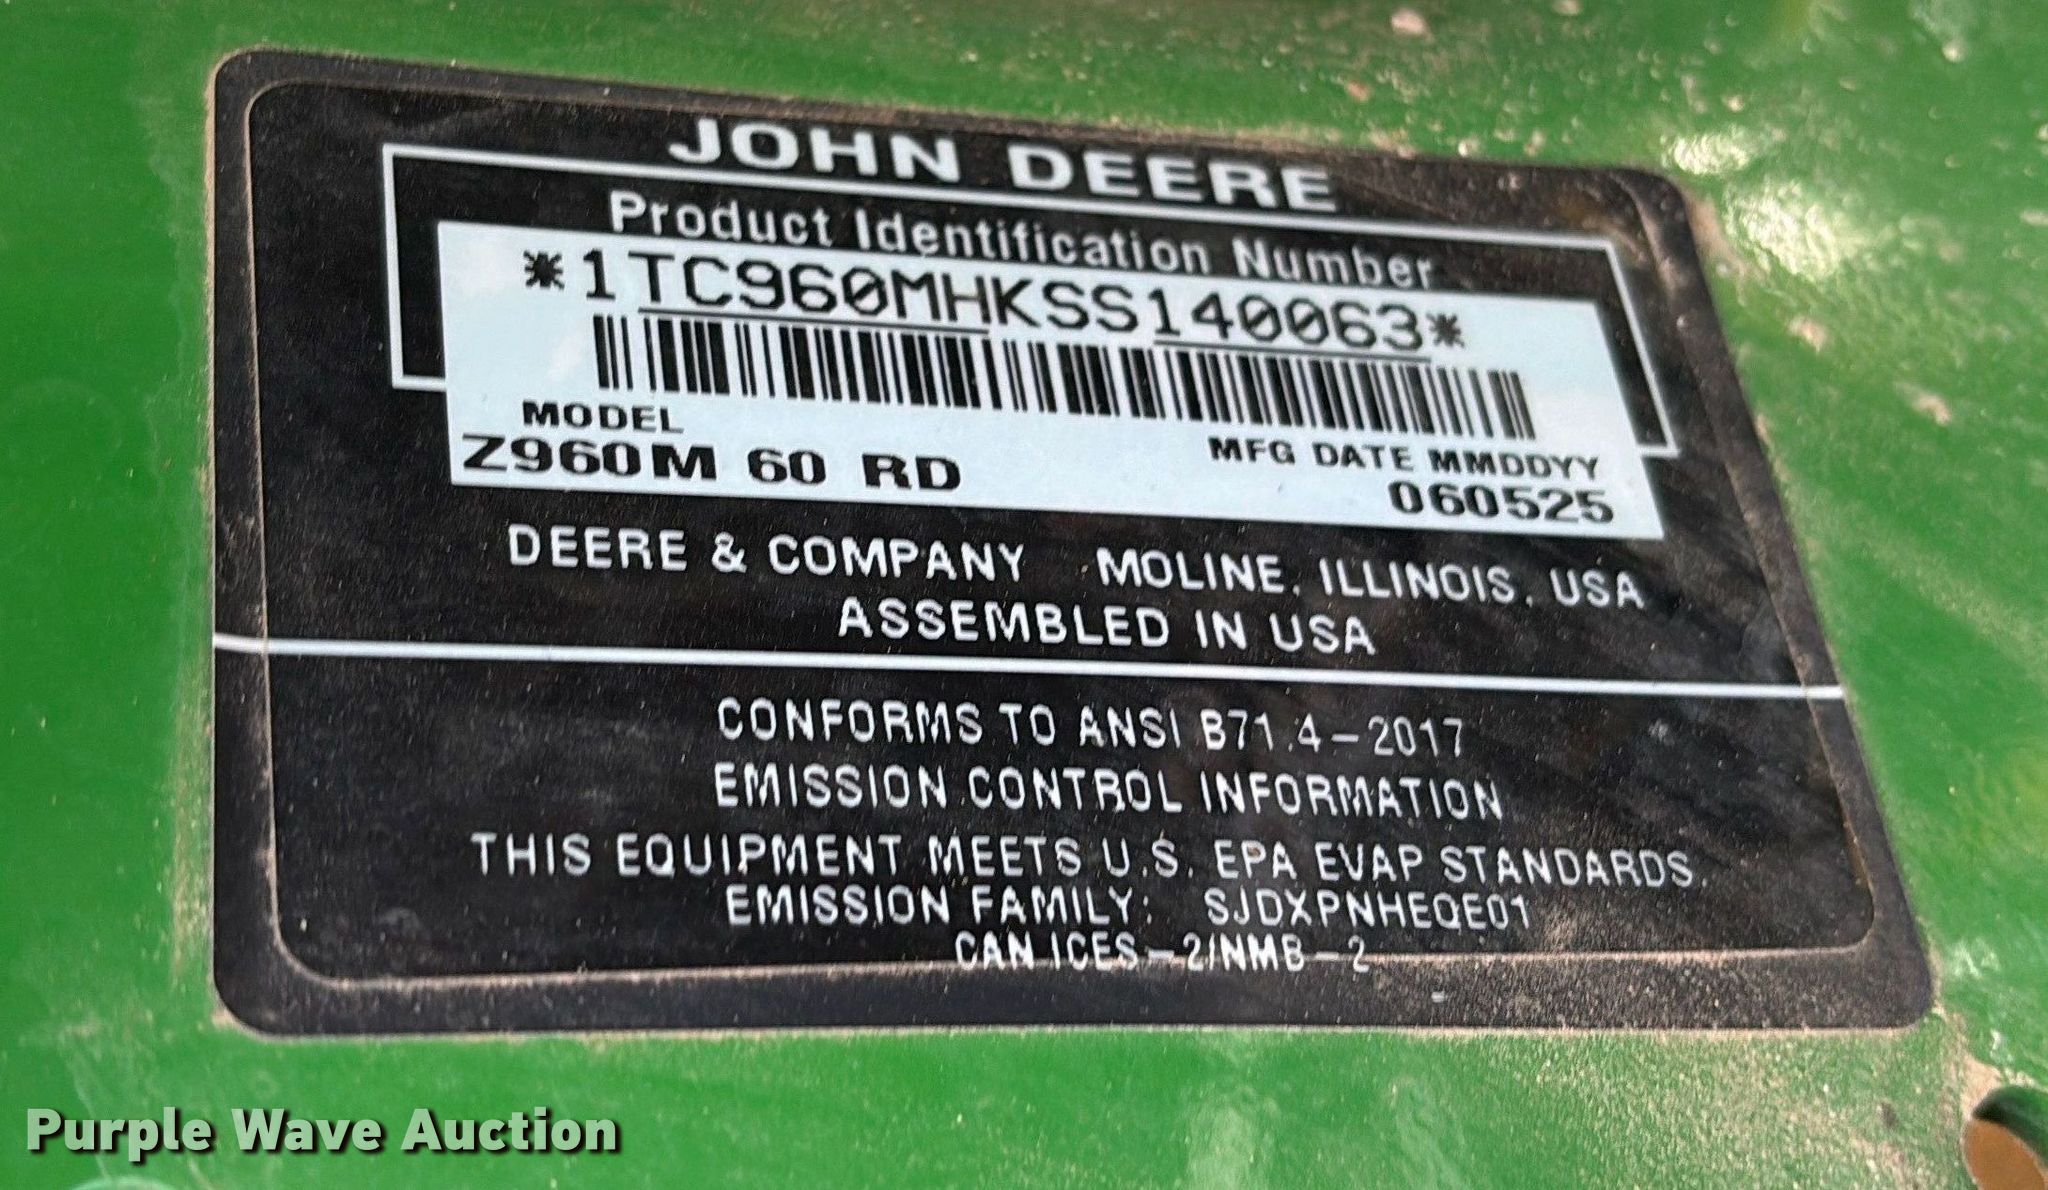 JOHN DEERE
Product Identification Number
*1TC960MHKSS140063*
MODEL
Z960M 60 RD
MFG DATE MMDDYY
060525
DEERE & COMPANY MOLINE, ILLINOIS, USA
ASSEMBLED IN USA
CONFORMS TO ANSI B71.4-2017
EMISSION CONTROL INFORMATION
THIS EQUIPMENT MEETS U.S. EPA EVAP STANDARDS.
EMISSION FAMILY: SJDXPNHEQE01
CAN ICES-2/NMB-2
Purple Wave Auction